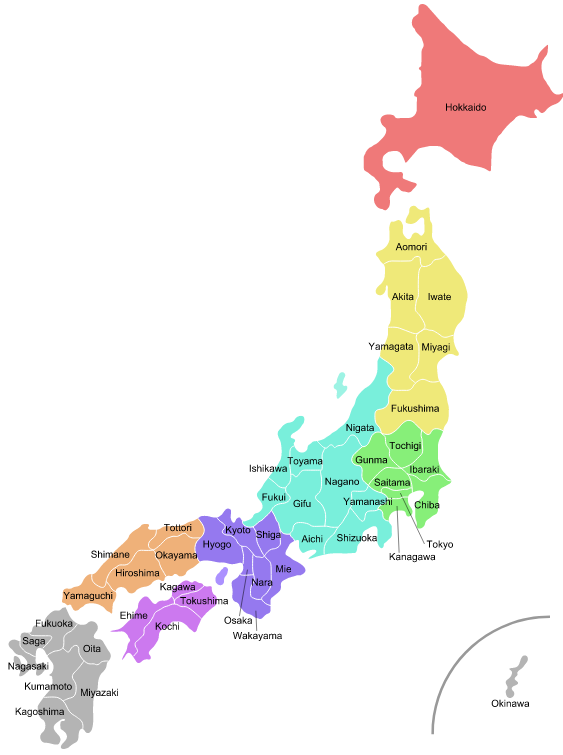 Hokkaido
Aomori
Akita
Iwate
Yamagata
Miyagi
Fukushima
Nigata
Tochigi
Gunma
Ibaraki
Toyama
Ishikawa
Nagano
Saitama
Fukui
Gifu
Yamanashi
Chiba
Tottori
Kyoto
Shiga
Aichi
Shizuoka
Tokyo
Hyogo
Kanagawa
Shimane
Okayama
Hiroshima
Mie
Nara
Kagawa
Yamaguchi
Tokushima
Ehime
Osaka
Fukuoka
Kochi
Wakayama
Saga
Oita
Nagasaki
Kumamoto
Miyazaki
Okinawa
Kagoshima